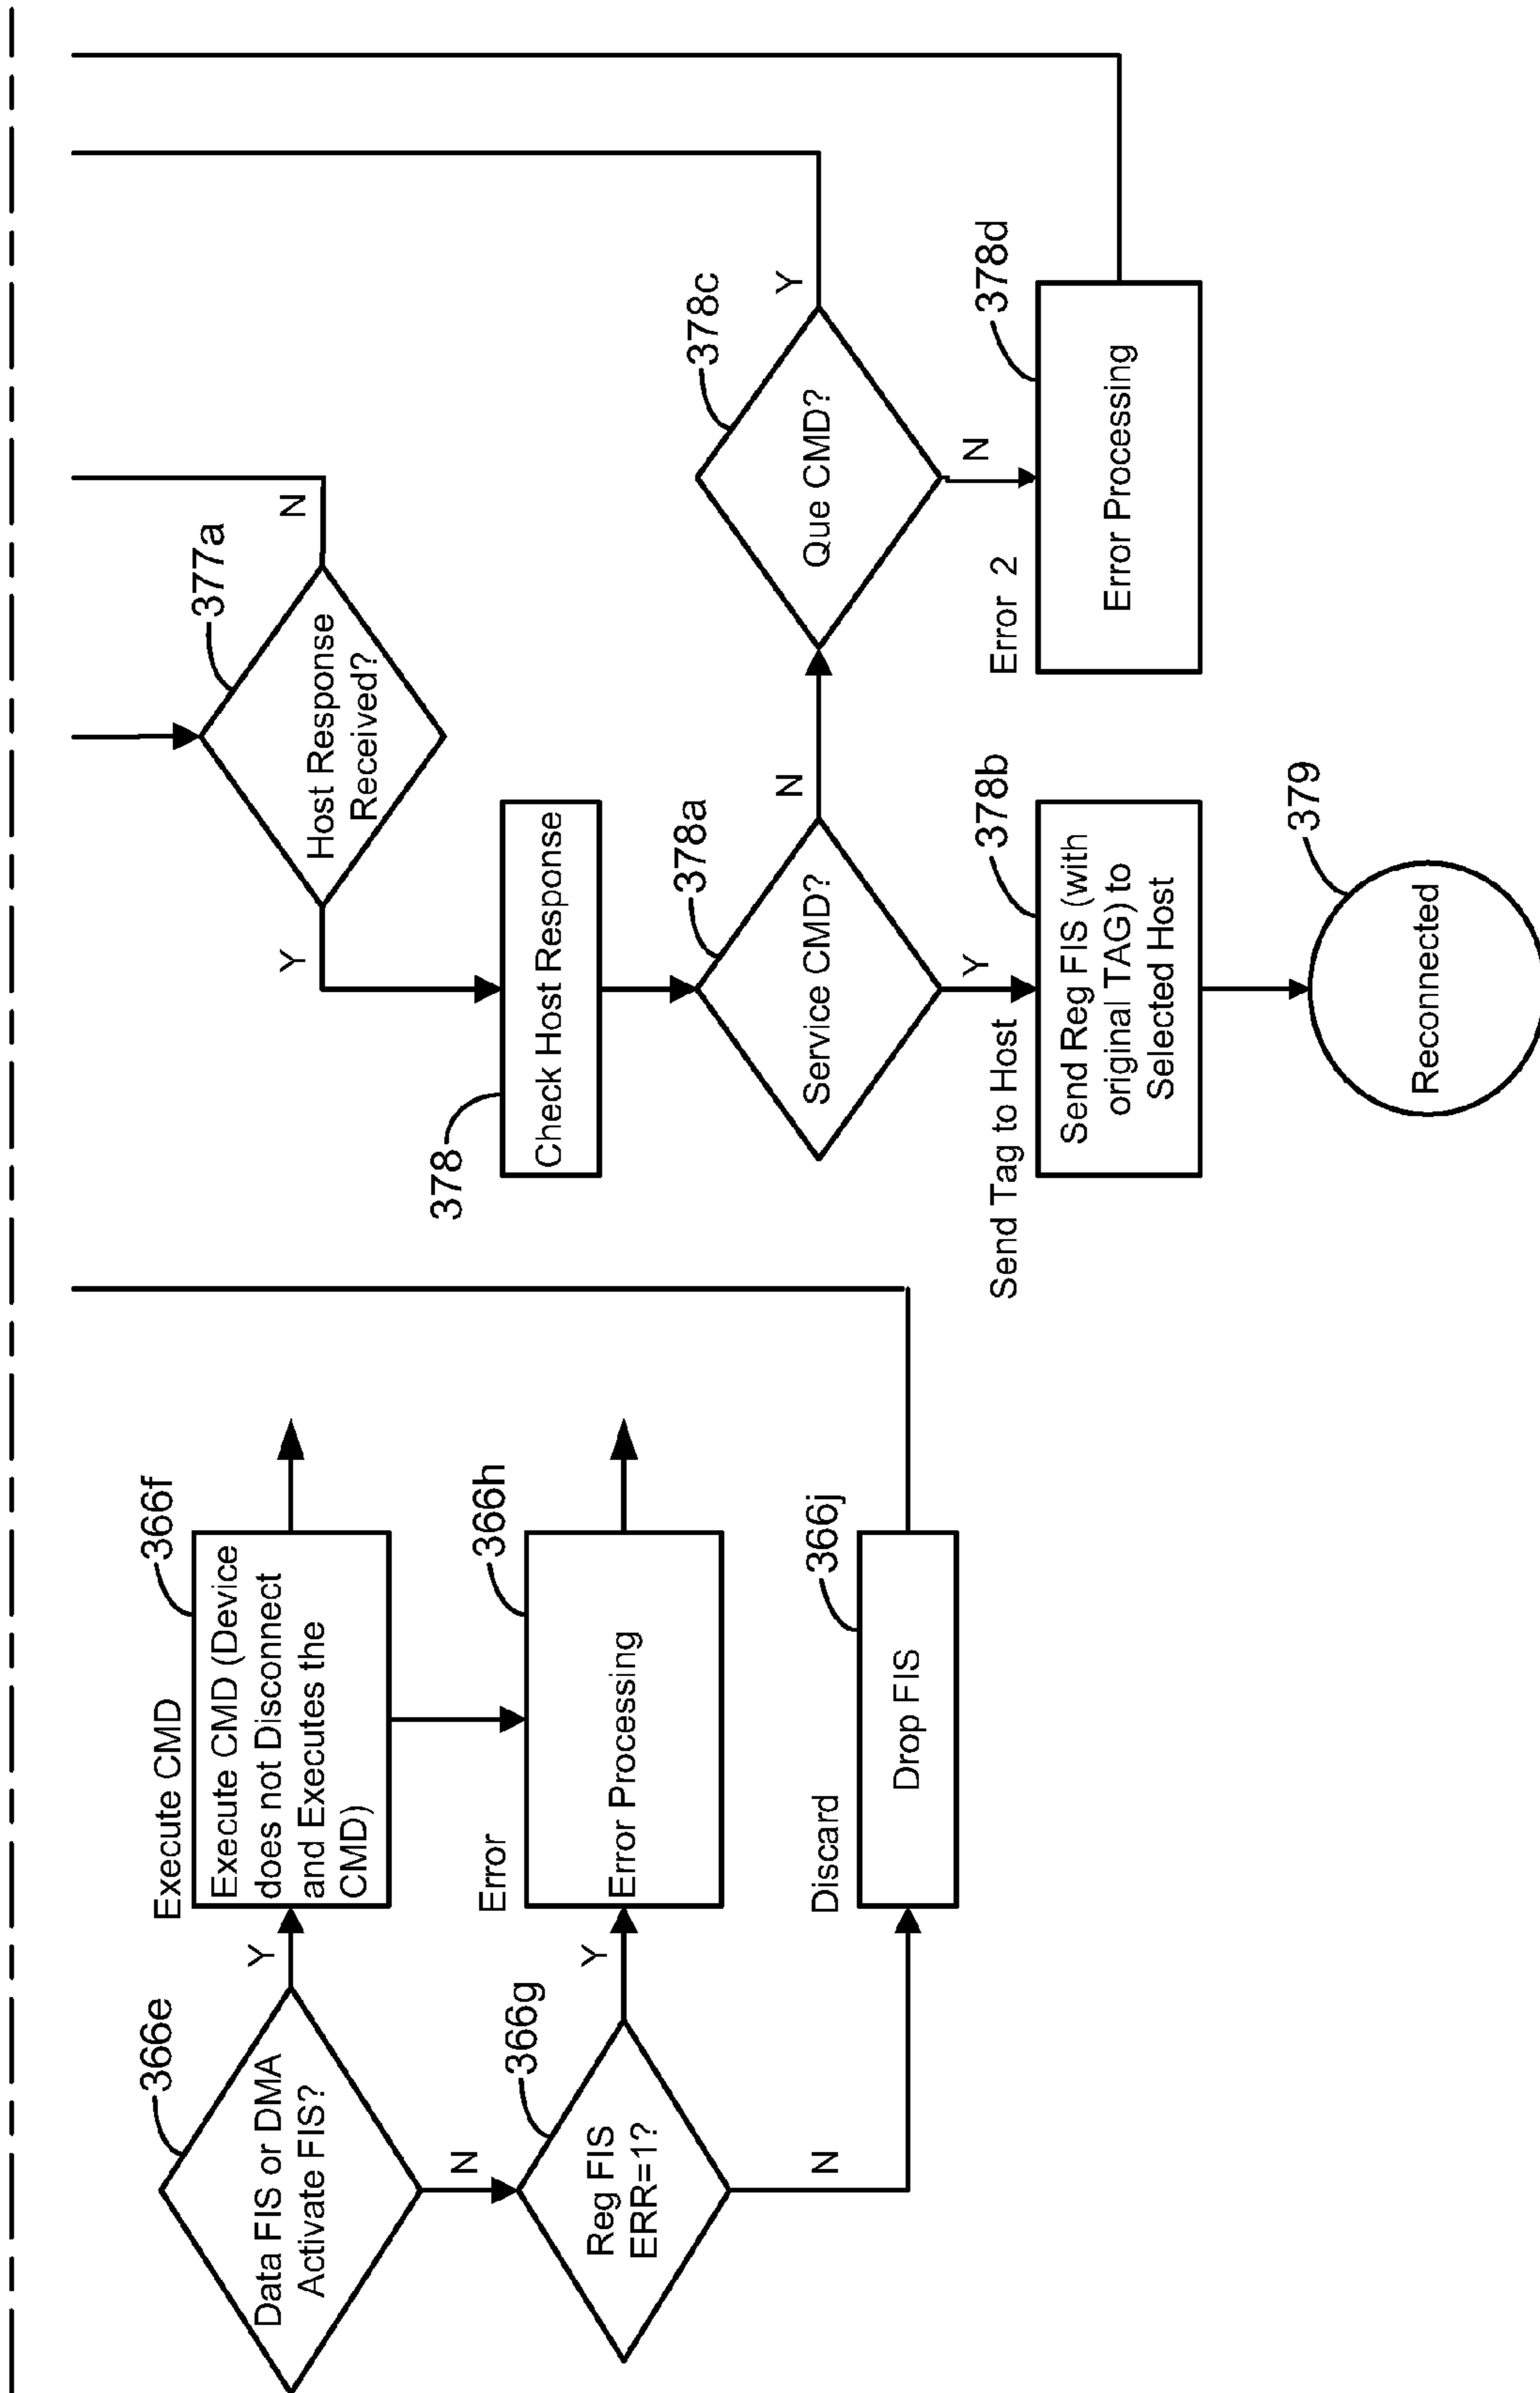 366e
Data FIS or DMA
Activate FIS?
Y
N
Execute CMD
366f
Execute CMD (Device
does not Disconnect
and Executes the
CMD)
366g
Reg FIS
ERR=1?
Y
N
Error
366h
Error Processing
Discard
366j
Drop FIS
377a
Host Response
Received?
Y
N
378
Check Host Response
378a
Service CMD?
N
Y
378c
Que CMD?
Y
N
Send Tag to Host
378b
Send Reg FIS (with
original TAG) to
Selected Host
Error 2
378d
Error Processing
379
Reconnected